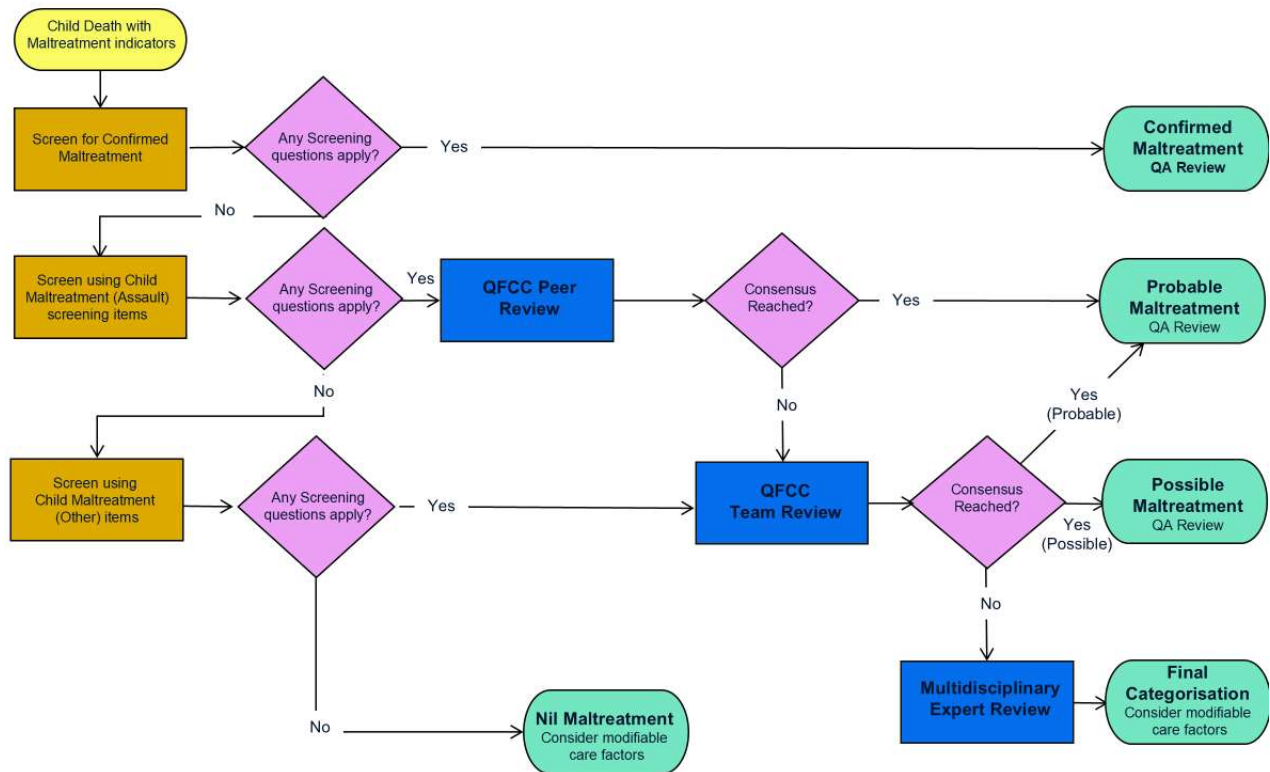 Child Death with
Maltreatment indicators
Screen for Confirmed
Maltreatment
Any Screening
questions apply?
Yes
Confirmed
Maltreatment
QA Review
No
Screen using Child
Maltreatment (Assault)
screening items
Any Screening
questions apply?
Yes
QFCC Peer
Review
Consensus
Reached?
Yes
Probable
Maltreatment
QA Review
No
No
Yes
(Probable)
Screen using
Child Maltreatment
(Other) items
Any Screening
questions apply?
Yes
QFCC
Team Review
Consensus
Reached?
Yes
(Possible)
Possible
Maltreatment
QA Review
No
Multidisciplinary
Expert Review
Final
Categorisation
Consider modifiable
care factors
No
Nil Maltreatment
Consider modifiable
care factors